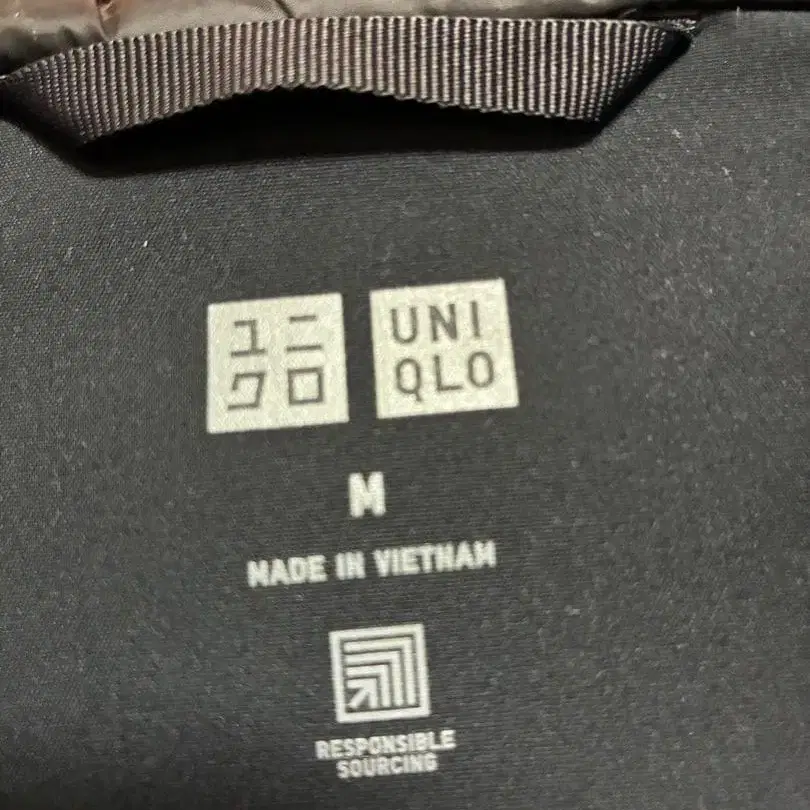 ユニ UNI
クロ QLO
M
MADE IN VIETNAM
RESPONSIBLE
SOURCING